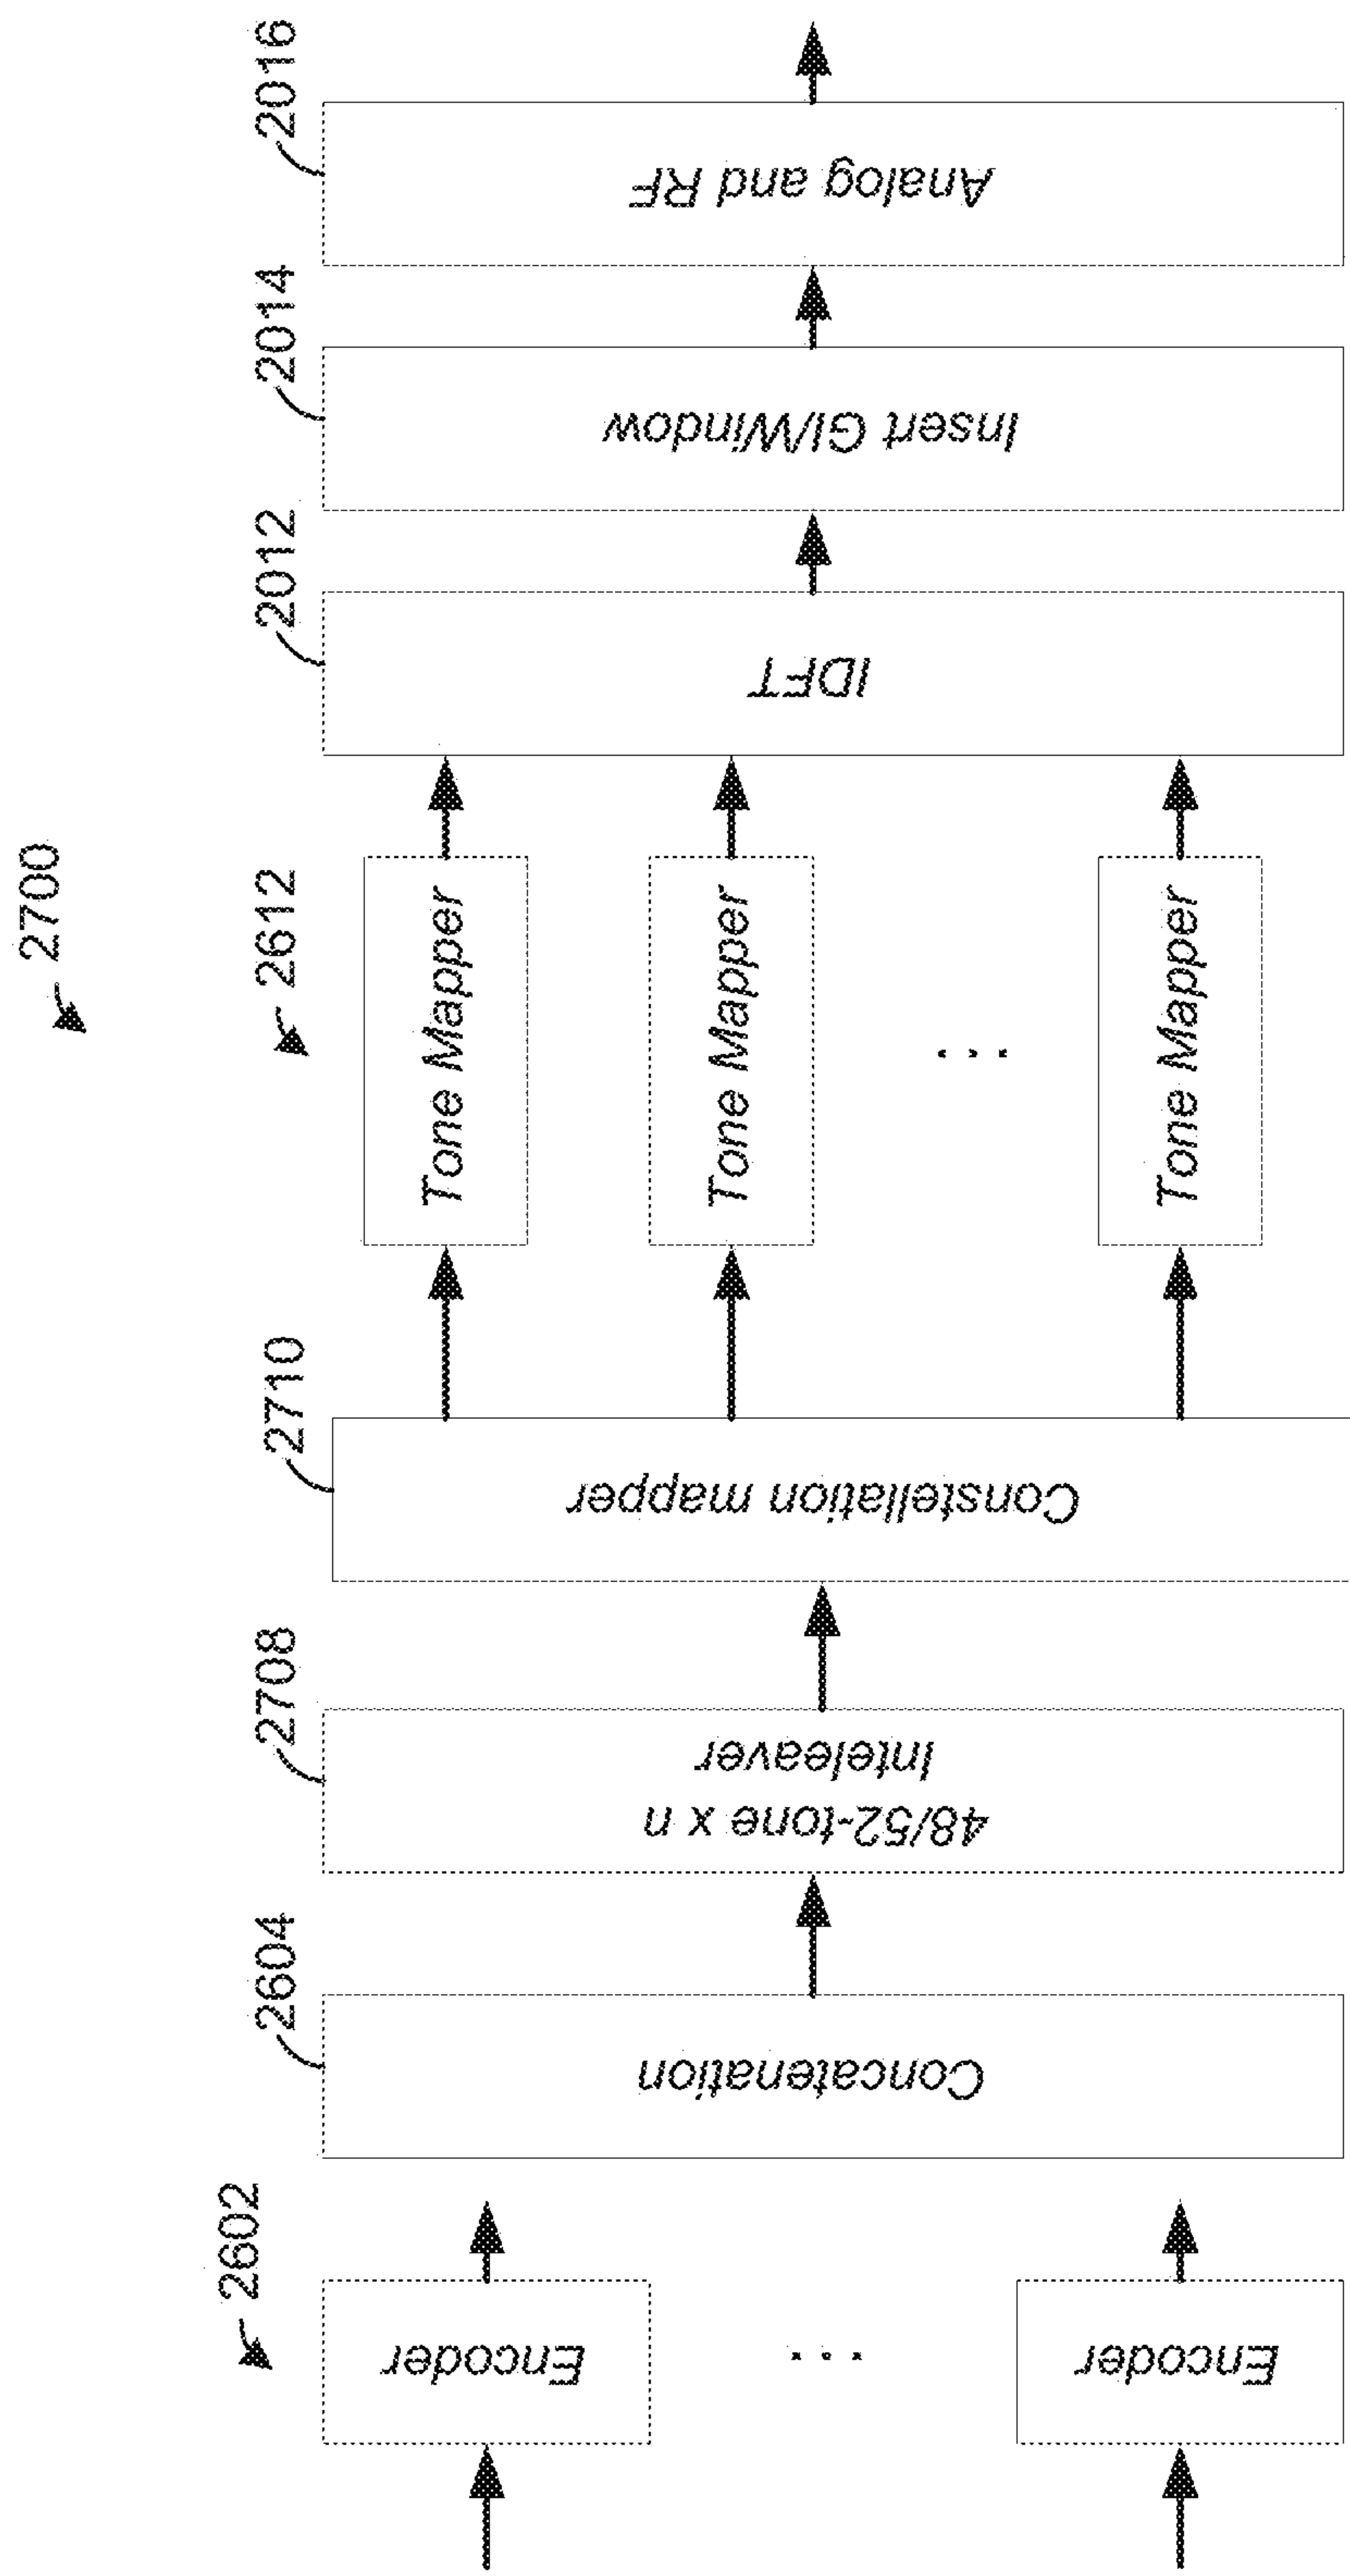 2700
2602
Encoder
. . .
Encoder
2604
Concatenation
2708
48/52-tone x n
Inteleaver
2710
Constellation mapper
2612
Tone Mapper
Tone Mapper
. . .
Tone Mapper
2012
IDFT
2014
Insert GI/Window
2016
Analog and RF